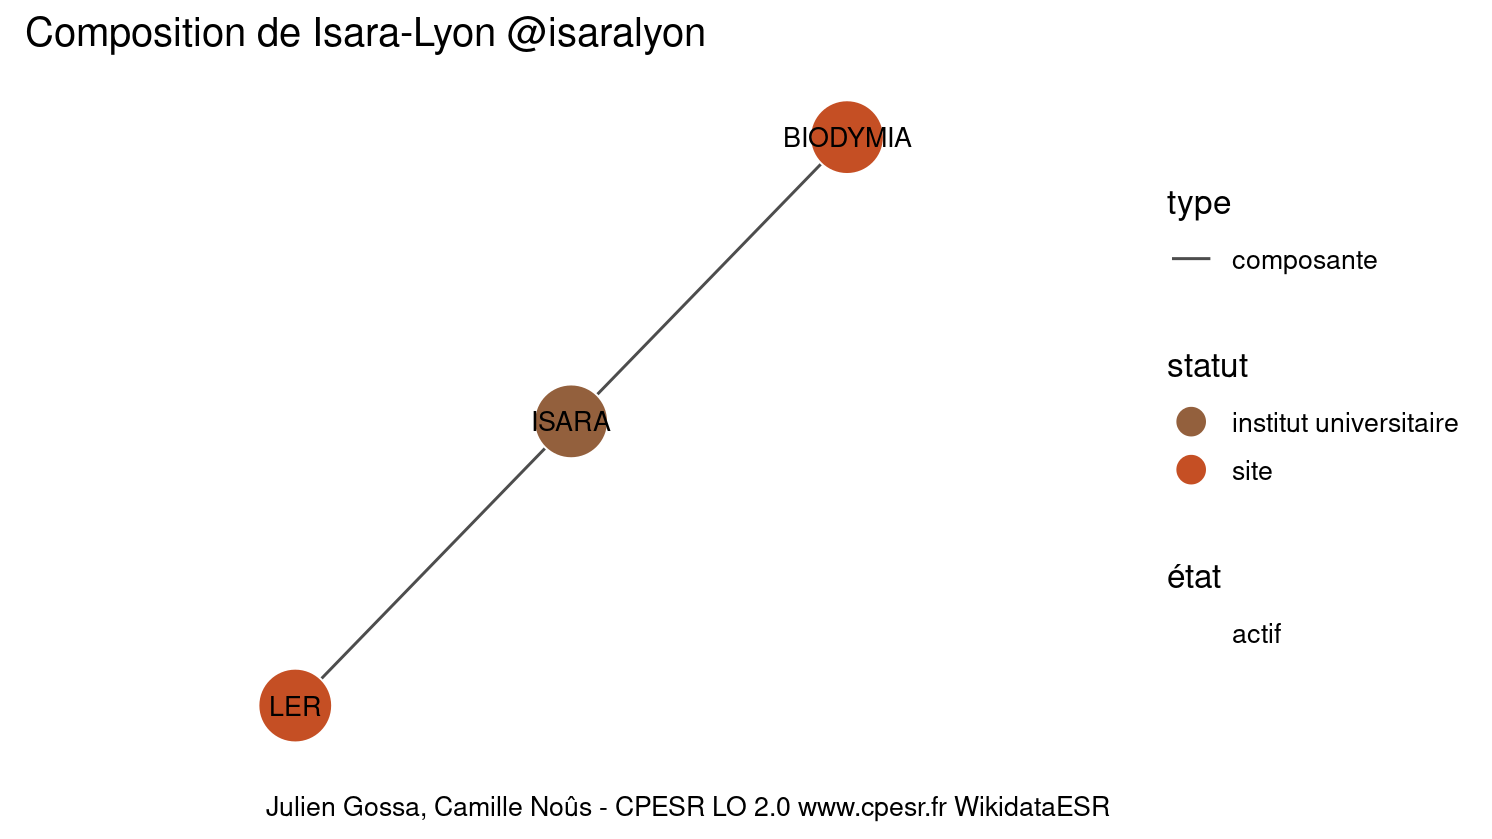 Composition de Isara-Lyon @isaralyon
BIODYMIA
ISARA
LER
type
composante
statut
institut universitaire
site
état
actif
Julien Gossa, Camille Noûs - CPESR LO 2.0 www.cpesr.fr WikidataESR